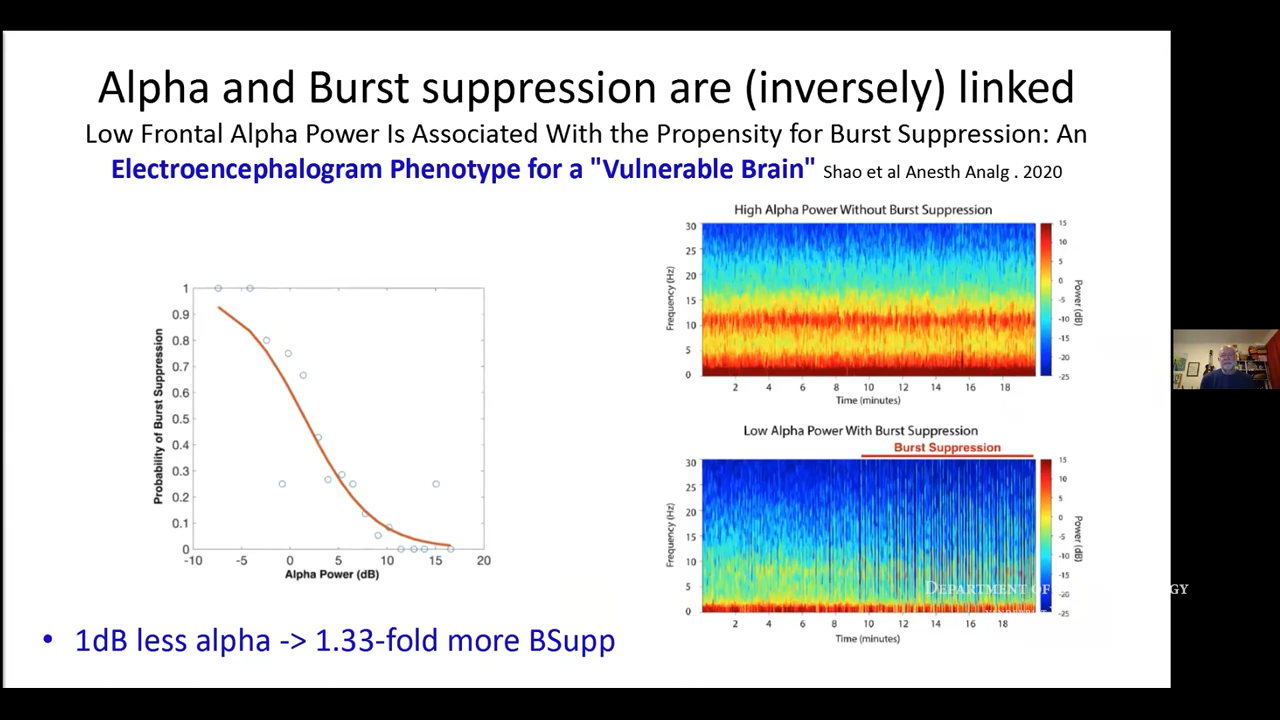 Alpha and Burst suppression are (inversely) linked
Low Frontal Alpha Power Is Associated With the Propensity for Burst Suppression: An
Electroencephalogram Phenotype for a "Vulnerable Brain" Shao et al Anesth Analg . 2020
Probability of Burst Suppression
1
0.9
0.8
0.7
0.6
0.5
0.4
0.3
0.2
0.1
0
-10 -5 0 5 10 15 20
Alpha Power (dB)
High Alpha Power Without Burst Suppression
Frequency (Hz)
30
25
20
15
10
5
0
2 4 6 8 10 12 14 16 18
Time (minutes)
15
10
5
0
-5
-10
-15
-20
-25
Power (dB)
Low Alpha Power With Burst Suppression
Burst Suppression
Frequency (Hz)
30
25
20
15
10
5
0
2 4 6 8 10 12 14 16 18
Time (minutes)
15
10
5
0
-5
-10
-15
-20
-25
Power (dB)
DEPARTMENT OF
• 1dB less alpha -> 1.33-fold more BSupp